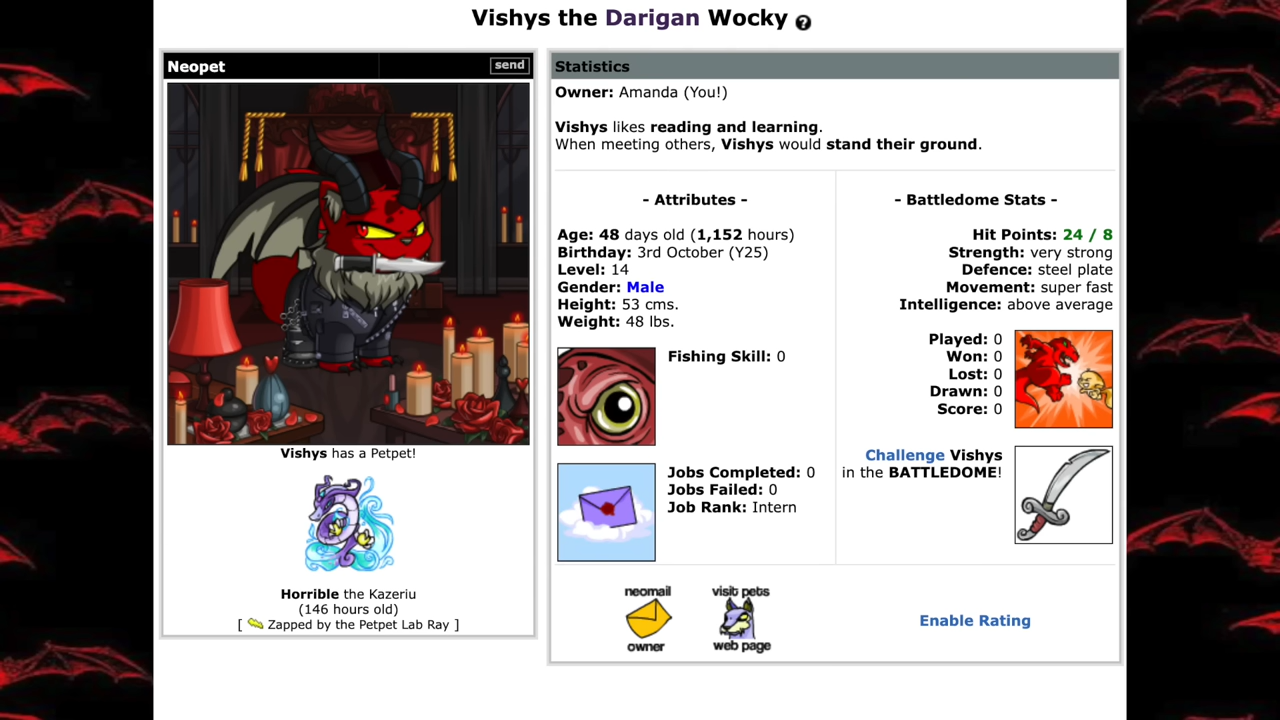 Vishys the Darigan Wocky
Neopet
send
Vishys has a Petpet!
Horrible the Kazeriu
(146 hours old)
[ Zapped by the Petpet Lab Ray ]
Statistics
Owner: Amanda (You!)
Vishys likes reading and learning.
When meeting others, Vishys would stand their ground.
- Attributes -
Age: 48 days old (1,152 hours)
Birthday: 3rd October (Y25)
Level: 14
Gender: Male
Height: 53 cms.
Weight: 48 lbs.
Fishing Skill: 0
Jobs Completed: 0
Jobs Failed: 0
Job Rank: Intern
- Battledome Stats -
Hit Points: 24 / 8
Strength: very strong
Defence: steel plate
Movement: super fast
Intelligence: above average
Played: 0
Won: 0
Lost: 0
Drawn: 0
Score: 0
Challenge Vishys
in the BATTLEDOME!
neomail
owner
visit pets
web page
Enable Rating